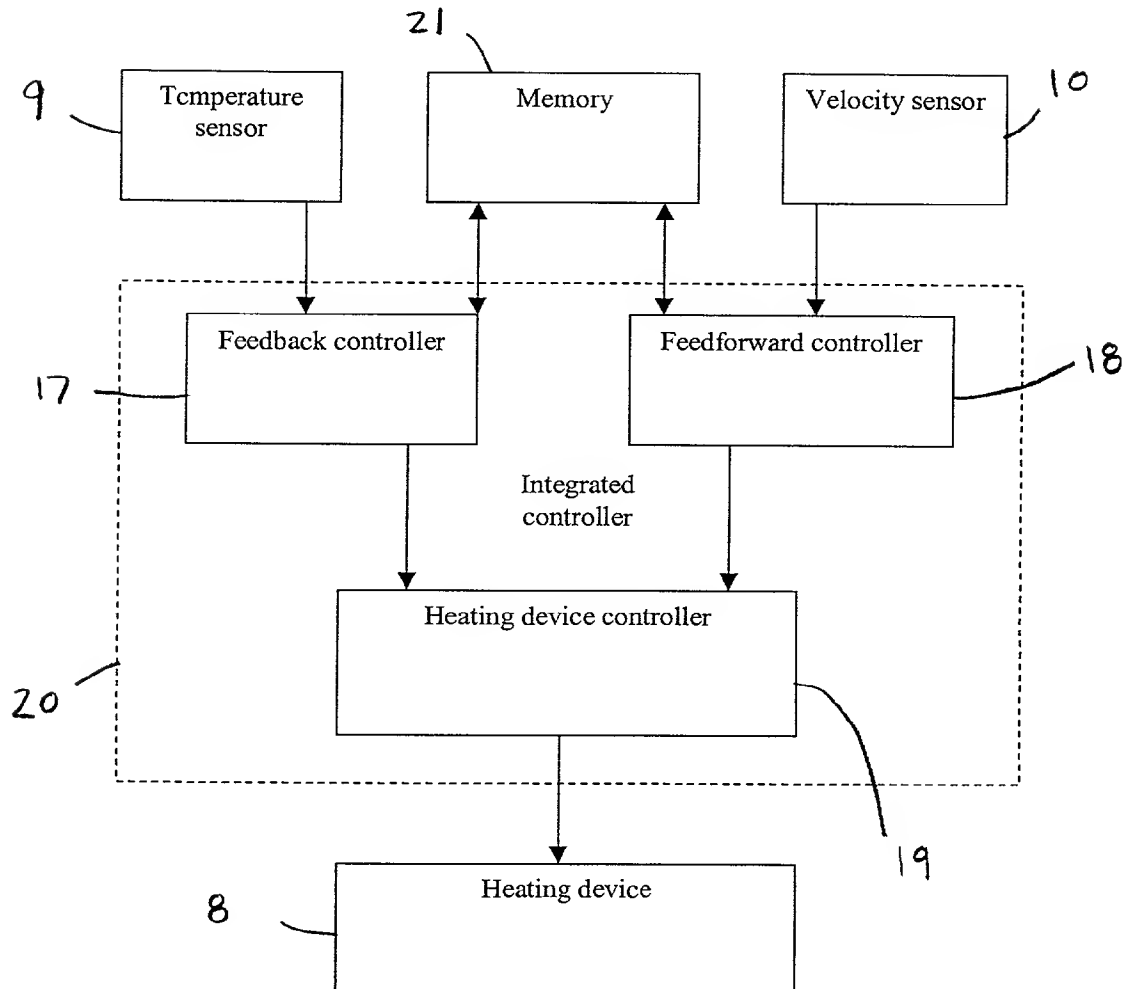 21
9
Temperature
sensor
Memory
Velocity sensor
10
Feedback controller
Feedforward controller
17
18
Integrated
controller
Heating device controller
20
19
Heating device
8